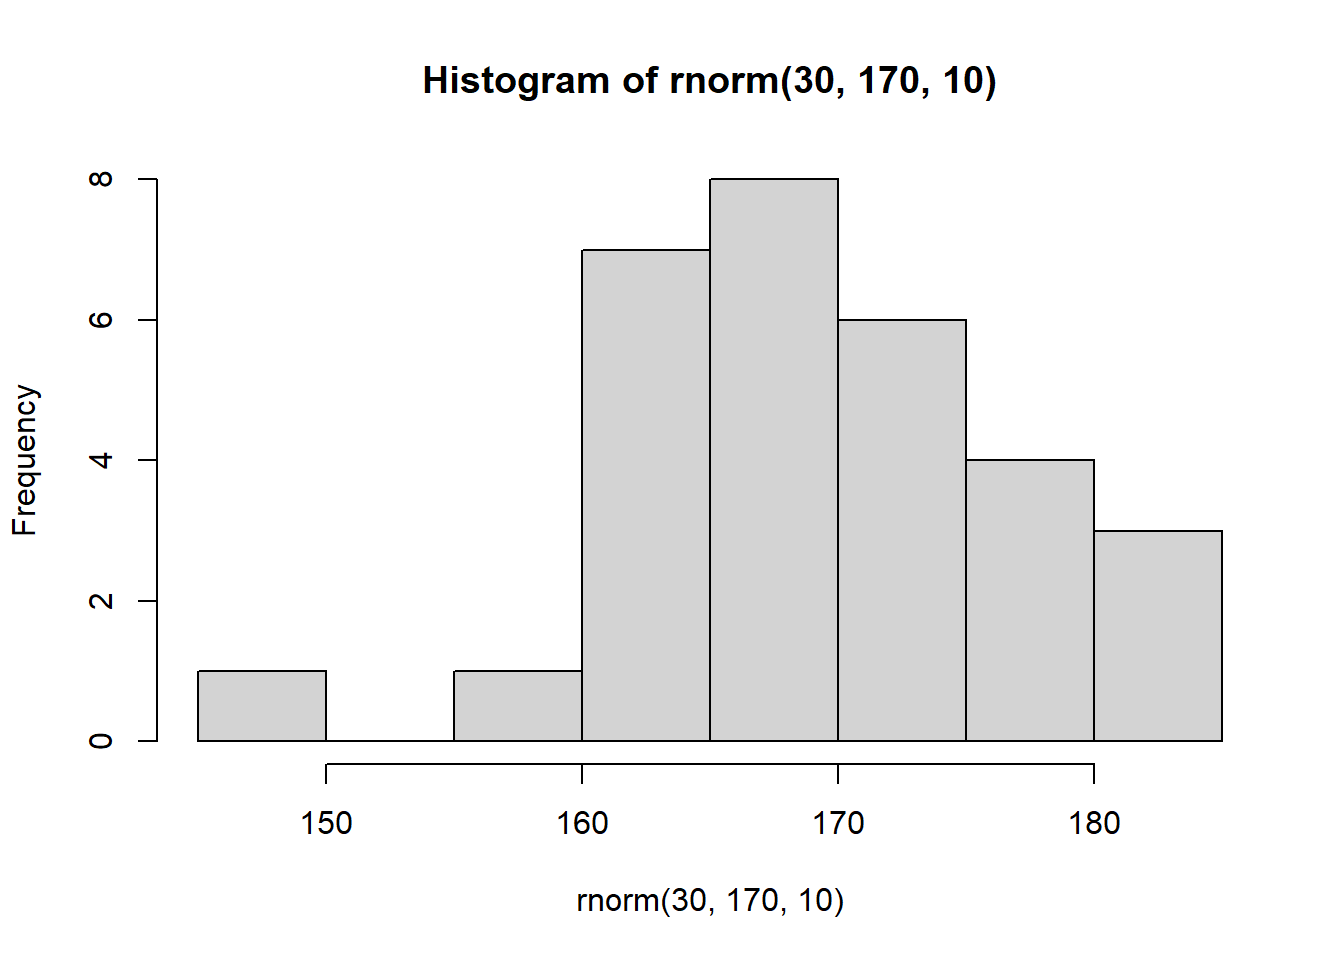 Histogram of rnorm(30, 170, 10)
Frequency
8
6
4
2
0
150 160 170 180
rnorm(30, 170, 10)